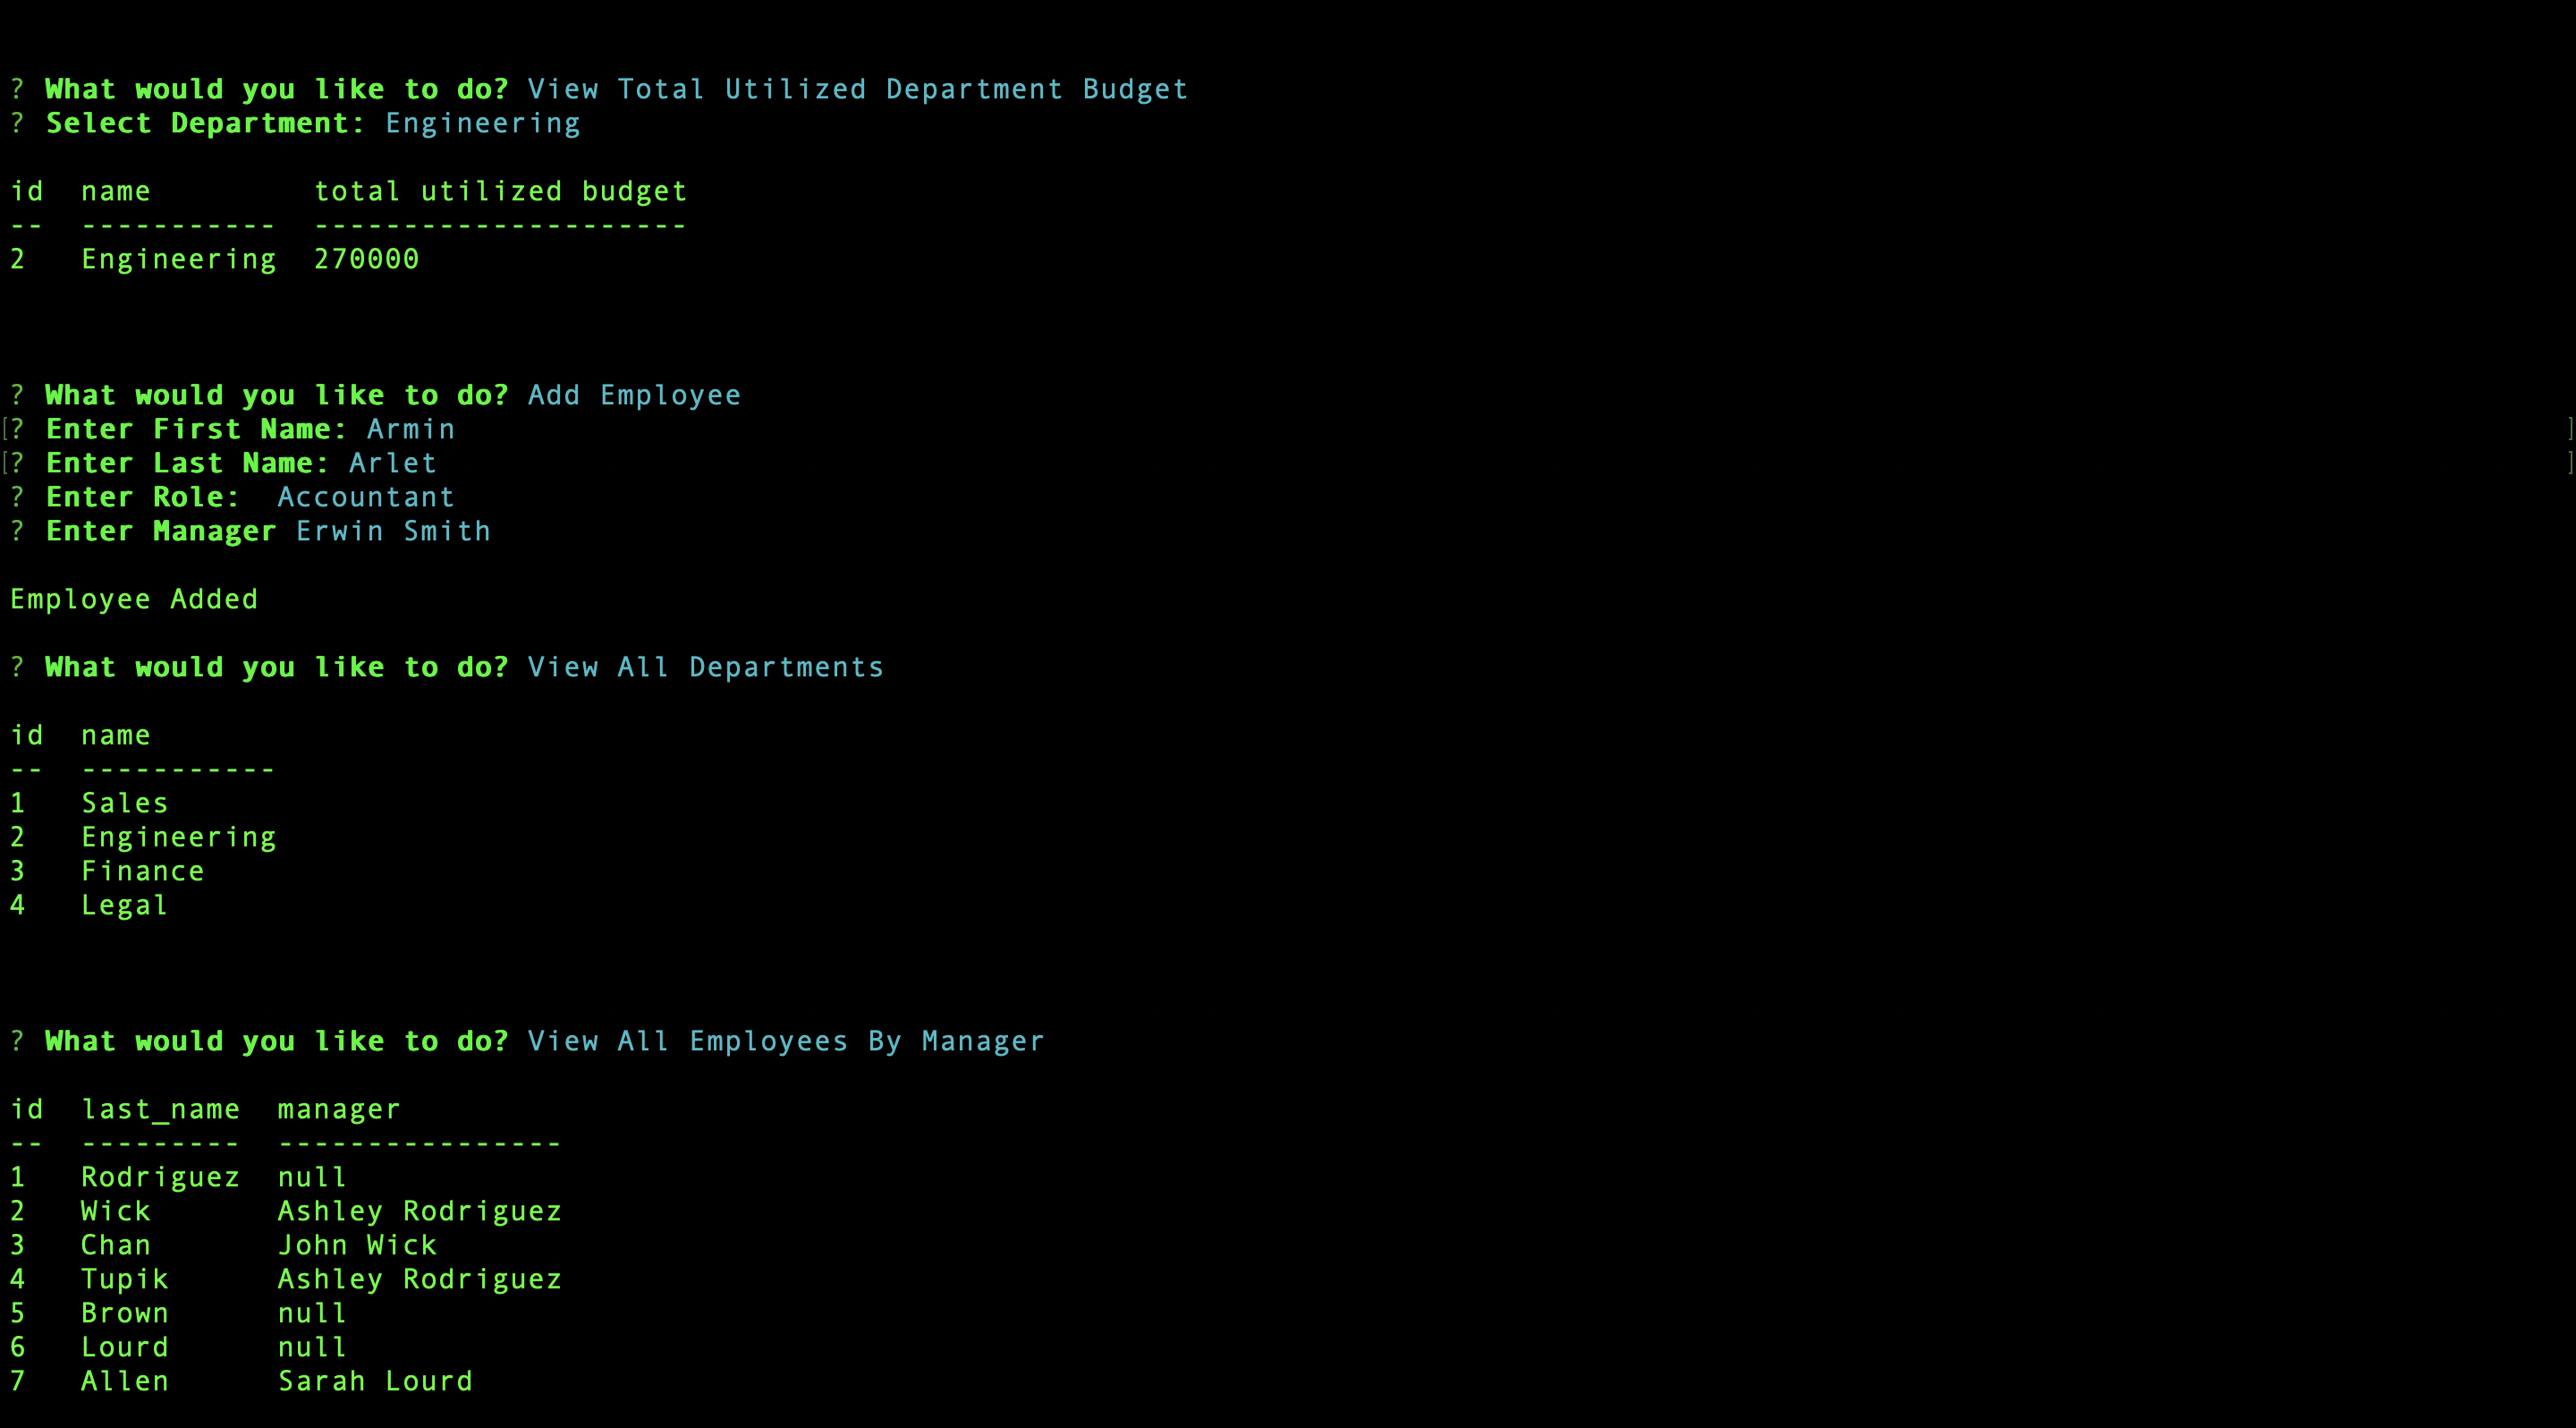 ? What would you like to do? View Total Utilized Department Budget
? Select Department: Engineering
id  name         total utilized budget
--  -----------  ---------------------
2   Engineering  270000
? What would you like to do? Add Employee
[? Enter First Name: Armin ]
[? Enter Last Name: Arlet ]
? Enter Role:  Accountant
? Enter Manager Erwin Smith
Employee Added
? What would you like to do? View All Departments
id  name
--  -----------
1   Sales
2   Engineering
3   Finance
4   Legal
? What would you like to do? View All Employees By Manager
id  last_name  manager
--  ---------  ----------------
1   Rodriguez  null
2   Wick       Ashley Rodriguez
3   Chan       John Wick
4   Tupik      Ashley Rodriguez
5   Brown      null
6   Lourd      null
7   Allen      Sarah Lourd